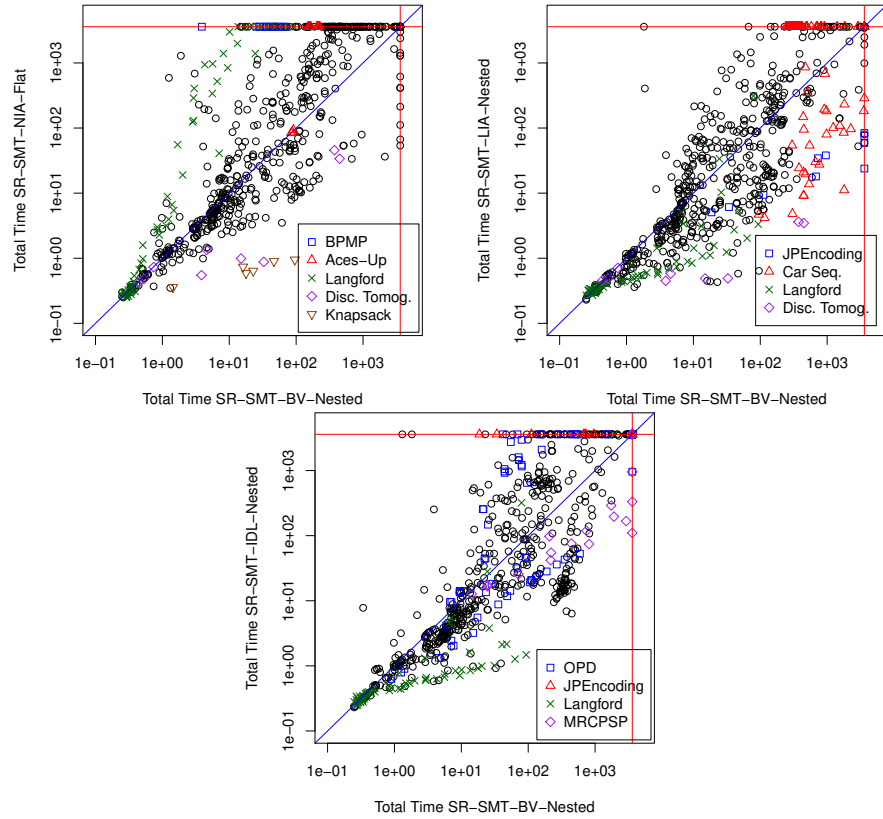 Total Time SR−SMT−NIA−Flat
1e+03
1e+02
1e+01
1e+00
1e−01
BPMP
Aces−Up
Langford
Disc. Tomog.
Knapsack
1e−01 1e+00 1e+01 1e+02 1e+03
Total Time SR−SMT−BV−Nested
Total Time SR−SMT−LIA−Nested
1e+03
1e+02
1e+01
1e+00
1e−01
JPEncoding
Car Seq.
Langford
Disc. Tomog.
1e−01 1e+00 1e+01 1e+02 1e+03
Total Time SR−SMT−BV−Nested
Total Time SR−SMT−IDL−Nested
1e+03
1e+02
1e+01
1e+00
1e−01
OPD
JPEncoding
Langford
MRCPSP
1e−01 1e+00 1e+01 1e+02 1e+03
Total Time SR−SMT−BV−Nested